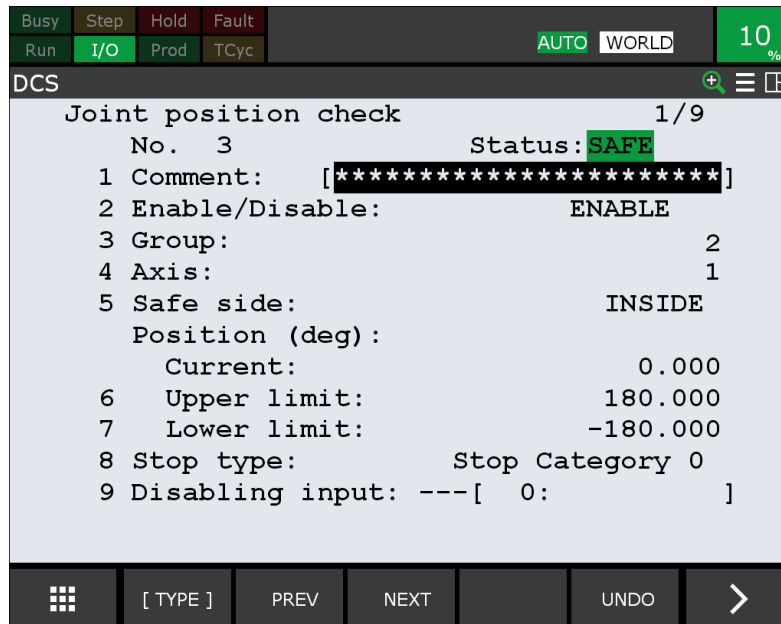 Busy Step Hold Fault
Run I/O Prod TCyc AUTO WORLD 10 %
DCS
Joint position check 1/9
No. 3 Status:SAFE
1 Comment: [************************]
2 Enable/Disable: ENABLE
3 Group: 2
4 Axis: 1
5 Safe side: INSIDE
Position (deg):
Current: 0.000
6 Upper limit: 180.000
7 Lower limit: -180.000
8 Stop type: Stop Category 0
9 Disabling input: ---[ 0: ]
[ TYPE ] PREV NEXT UNDO >